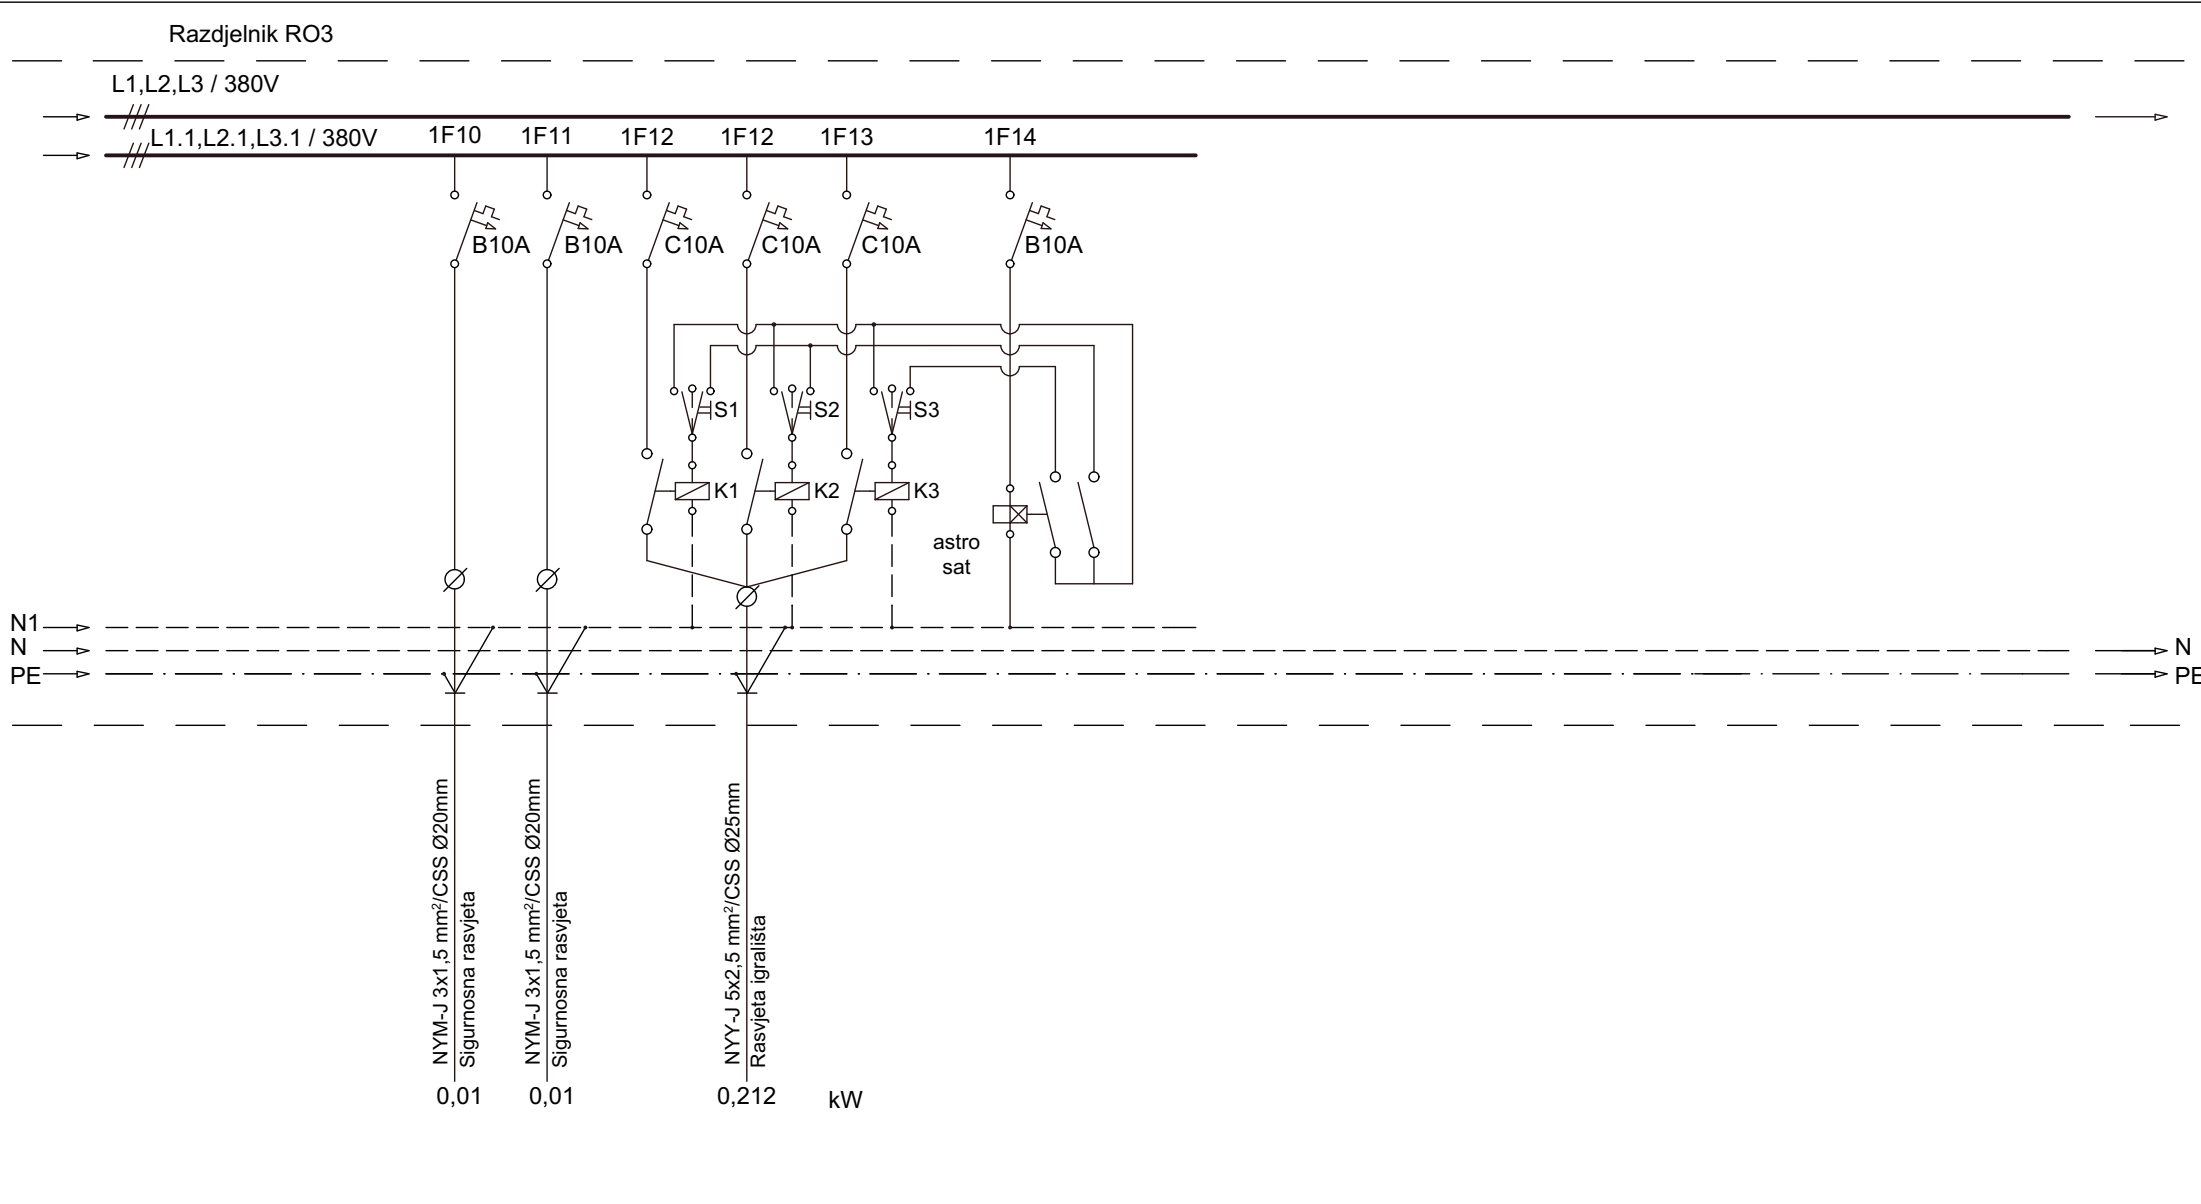 Razdjelnik RO3
L1,L2,L3 / 380V
L1.1,L2.1,L3.1 / 380V
1F10
1F11
1F12
1F12
1F13
1F14
B10A
B10A
C10A
C10A
C10A
B10A
S1
S2
S3
K1
K2
K3
astro
sat
N1
N
PE
N
PE
NYM-J 3x1,5 mm²/CSS Ø20mm
Sigurnosna rasvjeta
NYM-J 3x1,5 mm²/CSS Ø20mm
Sigurnosna rasvjeta
NYY-J 5x2,5 mm²/CSS Ø25mm
Rasvjeta igrališta
0,01
0,01
0,212
kW